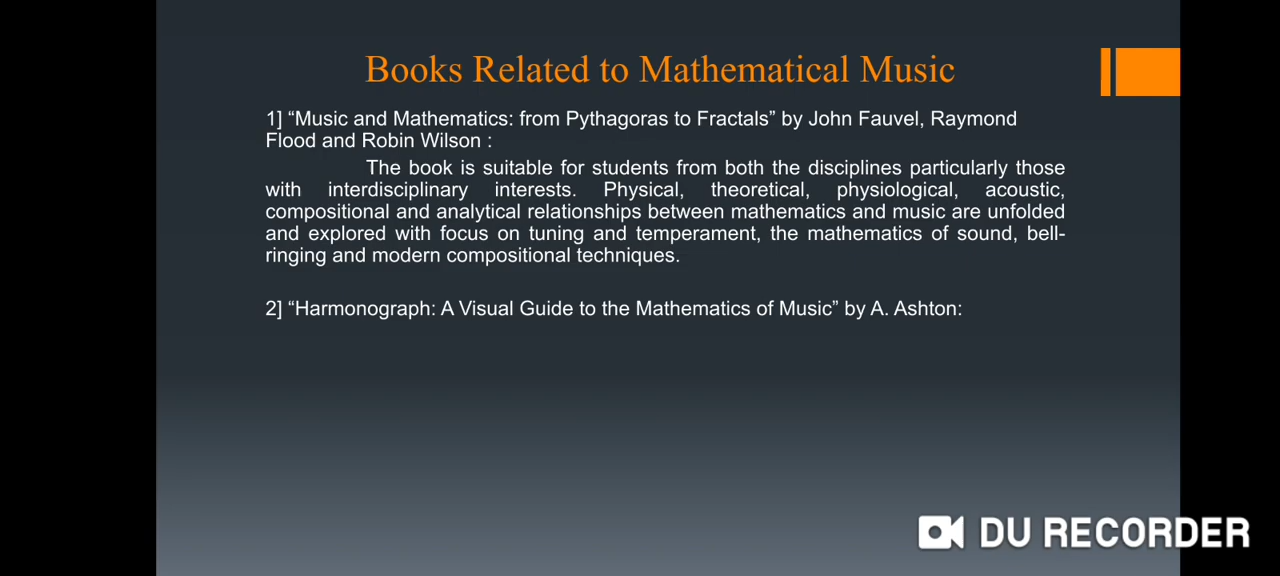 Books Related to Mathematical Music
1] “Music and Mathematics: from Pythagoras to Fractals” by John Fauvel, Raymond
Flood and Robin Wilson :
The book is suitable for students from both the disciplines particularly those
with interdisciplinary interests. Physical, theoretical, physiological, acoustic,
compositional and analytical relationships between mathematics and music are unfolded
and explored with focus on tuning and temperament, the mathematics of sound, bell-
ringing and modern compositional techniques.
2] “Harmonograph: A Visual Guide to the Mathematics of Music” by A. Ashton:
DU RECORDER